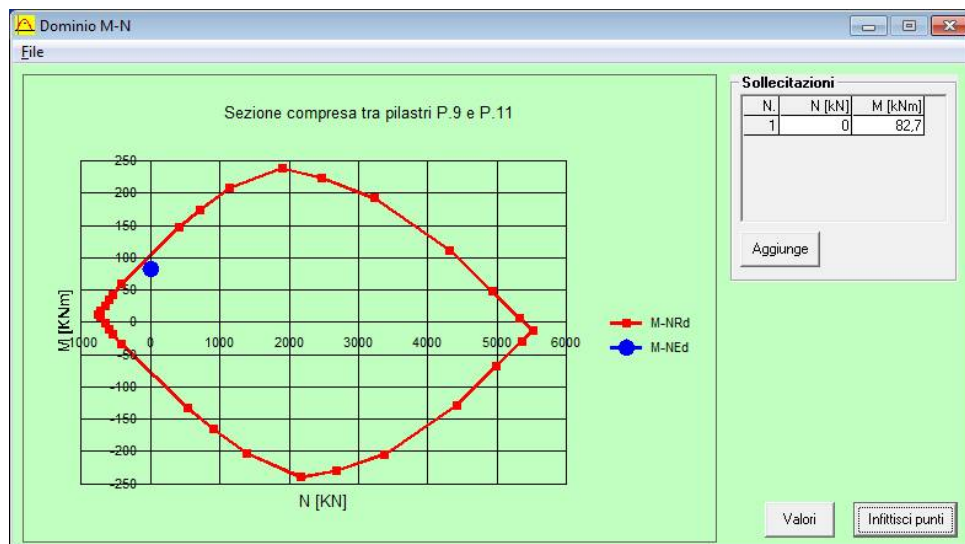 Dominio M-N
File
Sezione compresa tra pilastri P.9 e P.11
250
200
150
100
50
0
-50
-100
-150
-200
-250
M [KNm]
1000 0 1000 2000 3000 4000 5000 6000
N [KN]
M-NRd
M-NEd
Sollecitazioni
N. N [kN] M [kNm]
1 0 82,7
Aggiunge
Valori
Infittisci punti